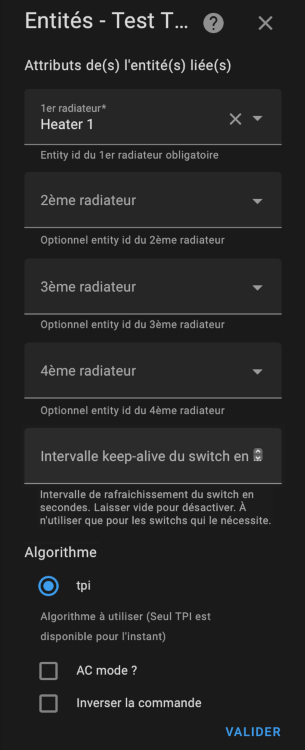 Entités - Test T...
Attributs de(s) l'entité(s) liée(s)
1er radiateur*
Heater 1
Entity id du 1er radiateur obligatoire
2ème radiateur
Optionnel entity id du 2ème radiateur
3ème radiateur
Optionnel entity id du 3ème radiateur
4ème radiateur
Optionnel entity id du 4ème radiateur
Intervalle keep-alive du switch en
Intervalle de rafraichissement du switch en
secondes. Laisser vide pour désactiver. À
n'utiliser que pour les switchs qui le nécessite.
Algorithme
tpi
Algorithme à utiliser (Seul TPI est
disponible pour l'instant)
AC mode ?
Inverser la commande
VALIDER